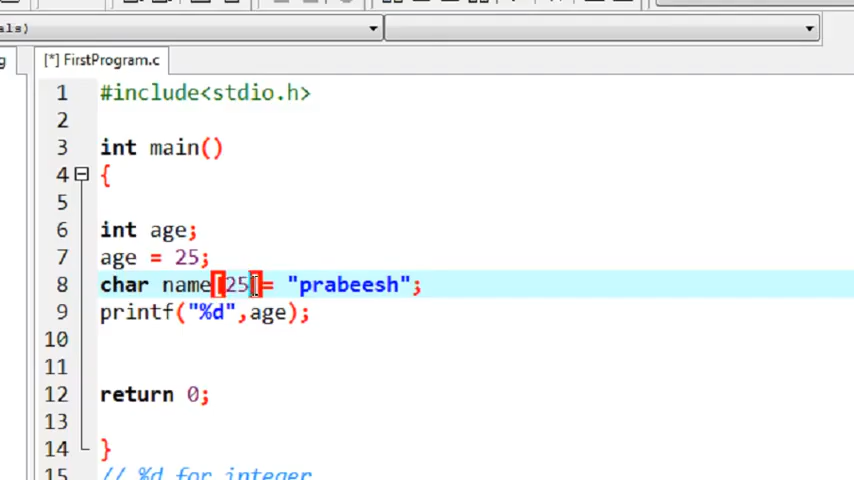 als)
[*] FirstProgram.c
1 #include<stdio.h>
2
3 int main()
4 {
5
6 int age;
7 age = 25;
8 char name[25]= "prabeesh";
9 printf("%d",age);
10
11
12 return 0;
13
14 }
15 // %d for integer